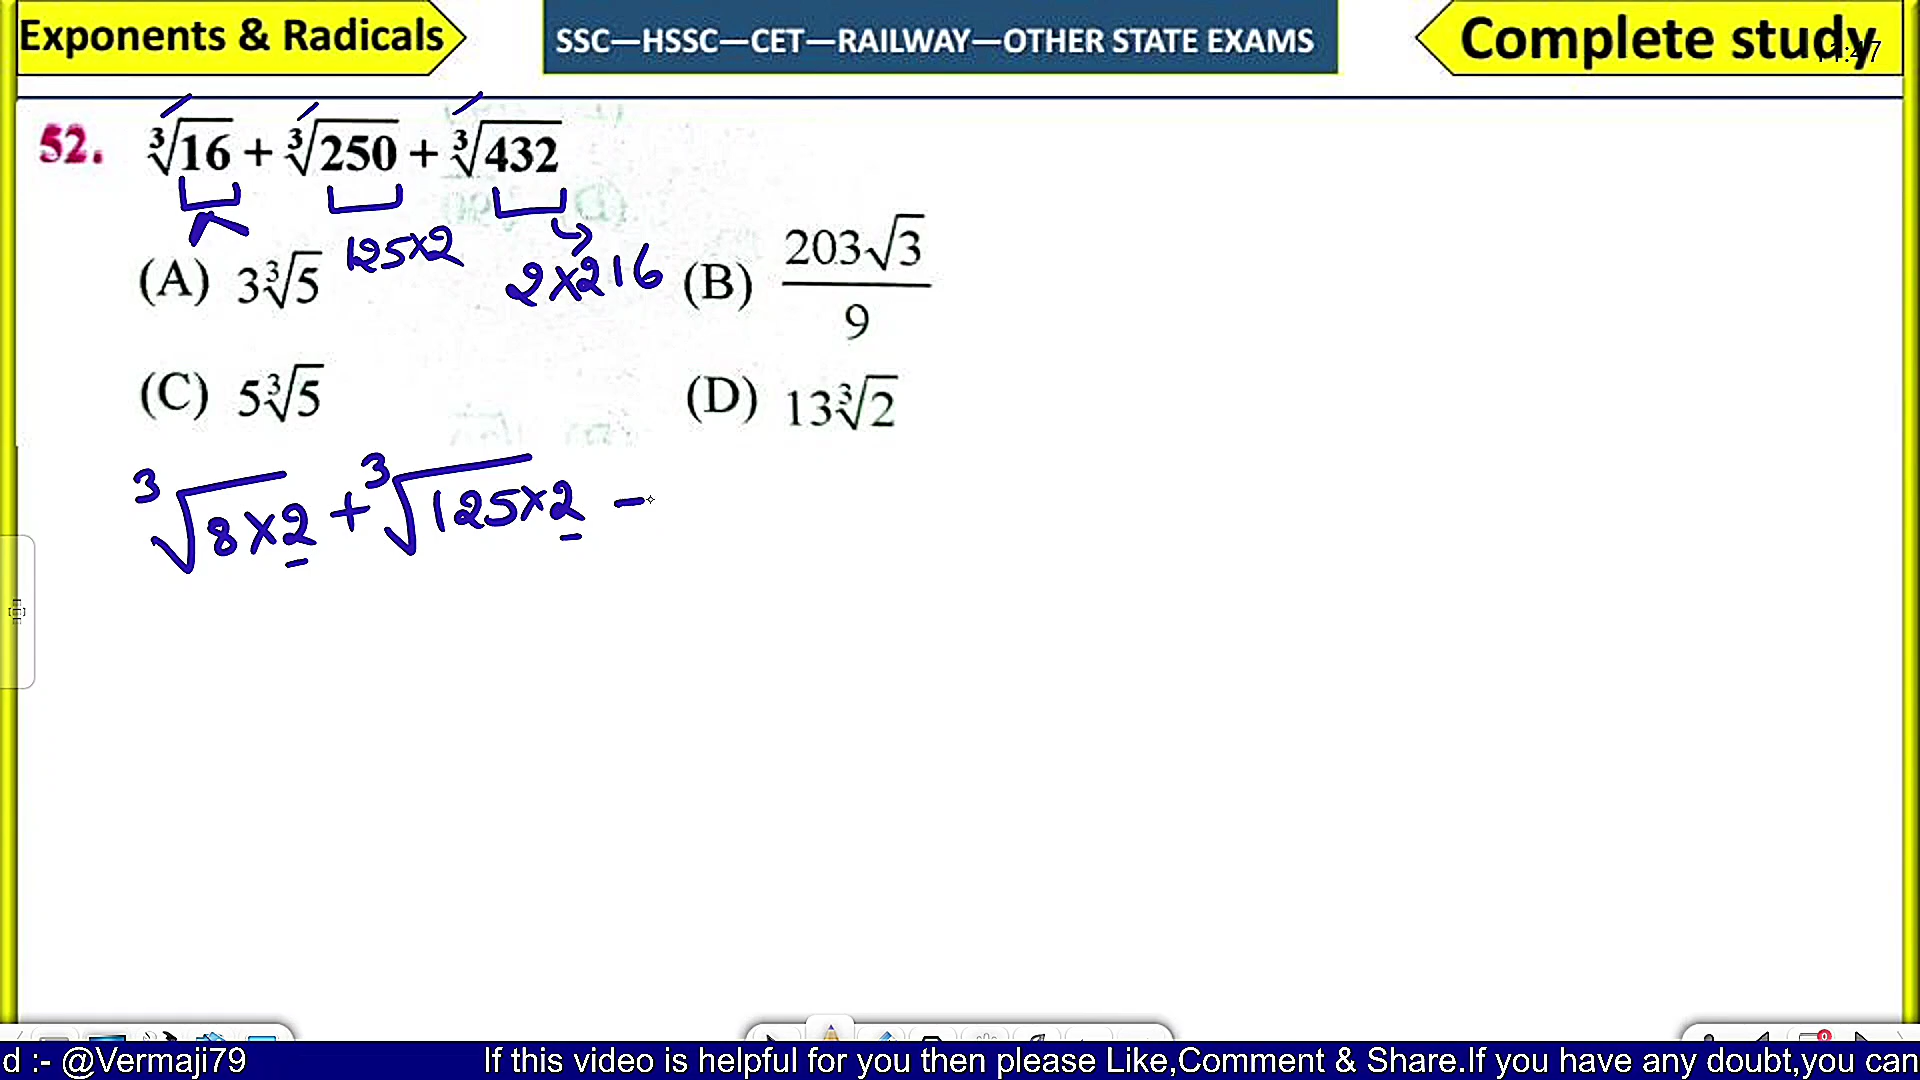 Exponents & Radicals
SSC—HSSC—CET—RAILWAY—OTHER STATE EXAMS
Complete study
52. ∛16 + ∛250 + ∛432
125×2
2×216
(A) 3∛5
(B) 203√3 / 9
(C) 5∛5
(D) 13∛2
∛8×2 + ∛125×2 –
d :- @Vermaji79 If this video is helpful for you then please Like,Comment & Share.If you have any doubt,you can